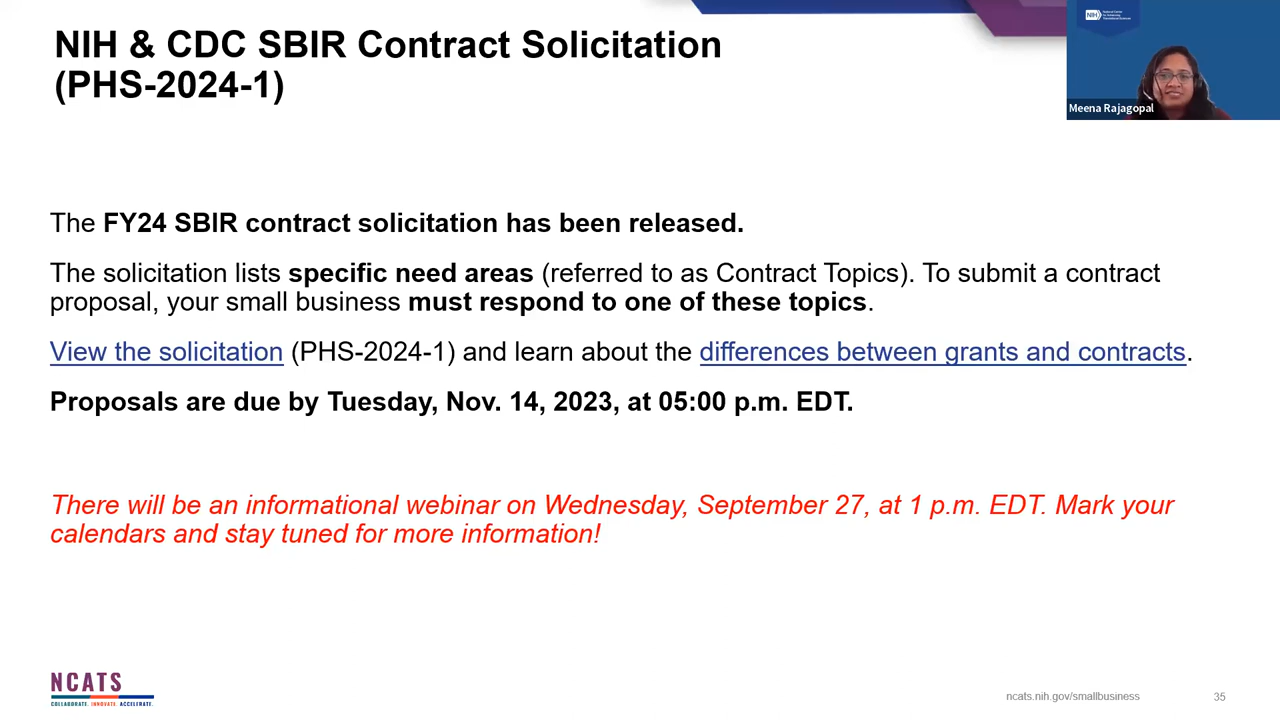 NIH & CDC SBIR Contract Solicitation
(PHS-2024-1)
NIH
Meena Rajagopal
The FY24 SBIR contract solicitation has been released.
The solicitation lists specific need areas (referred to as Contract Topics). To submit a contract
proposal, your small business must respond to one of these topics.
View the solicitation (PHS-2024-1) and learn about the differences between grants and contracts.
Proposals are due by Tuesday, Nov. 14, 2023, at 05:00 p.m. EDT.
There will be an informational webinar on Wednesday, September 27, at 1 p.m. EDT. Mark your
calendars and stay tuned for more information!
NCATS
COLLABORATE. INNOVATE. ACCELERATE.
ncats.nih.gov/smallbusiness
35